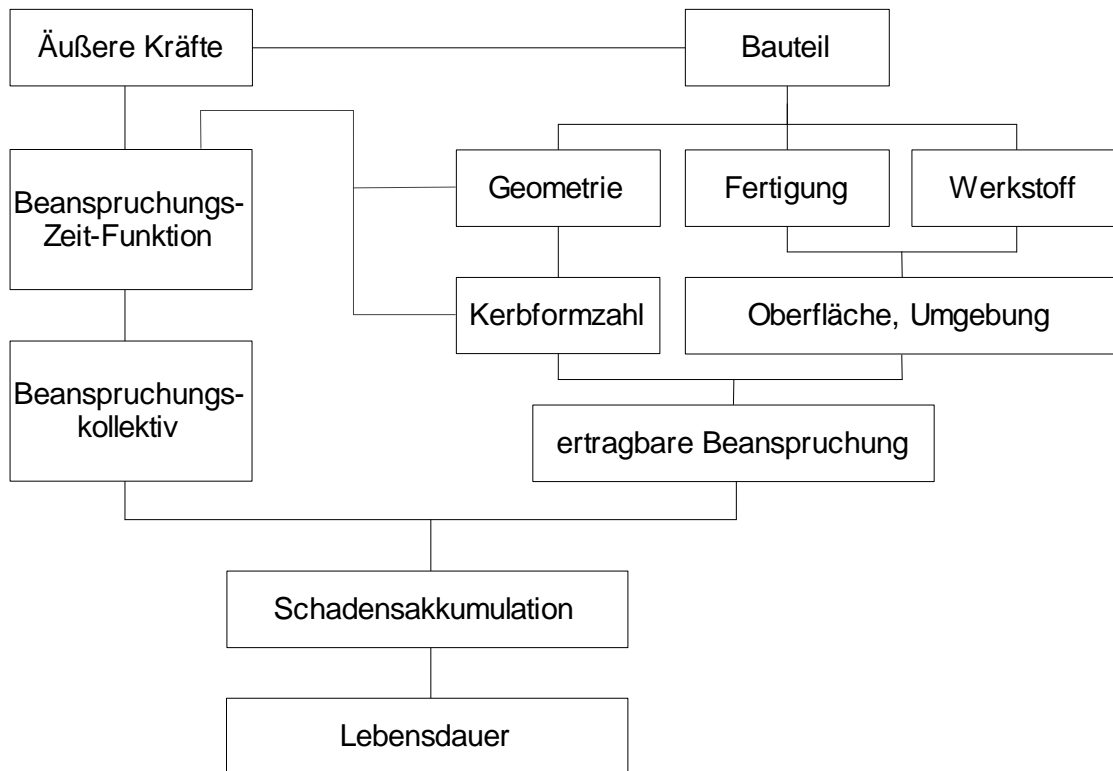 Äußere Kräfte
Bauteil
Beanspruchungs-
Zeit-Funktion
Geometrie
Fertigung
Werkstoff
Kerbformzahl
Oberfläche, Umgebung
Beanspruchungs-
kollektiv
ertragbare Beanspruchung
Schadensakkumulation
Lebensdauer